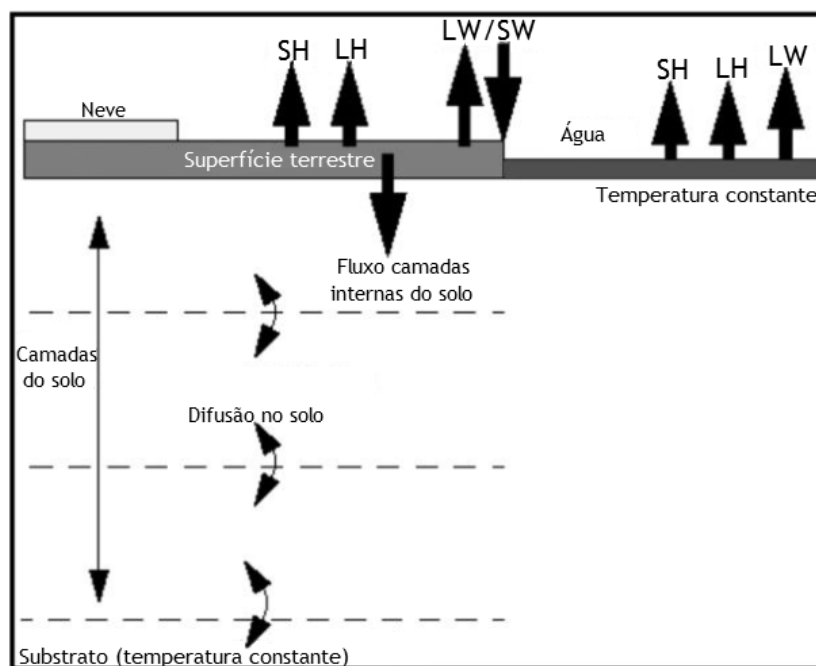 LW/SW
SH
LH
SH
LH
LW
Neve
Água
Superfície terrestre
Temperatura constante
Fluxo camadas
internas do solo
Camadas
do solo
Difusão no solo
Substrato (temperatura constante)